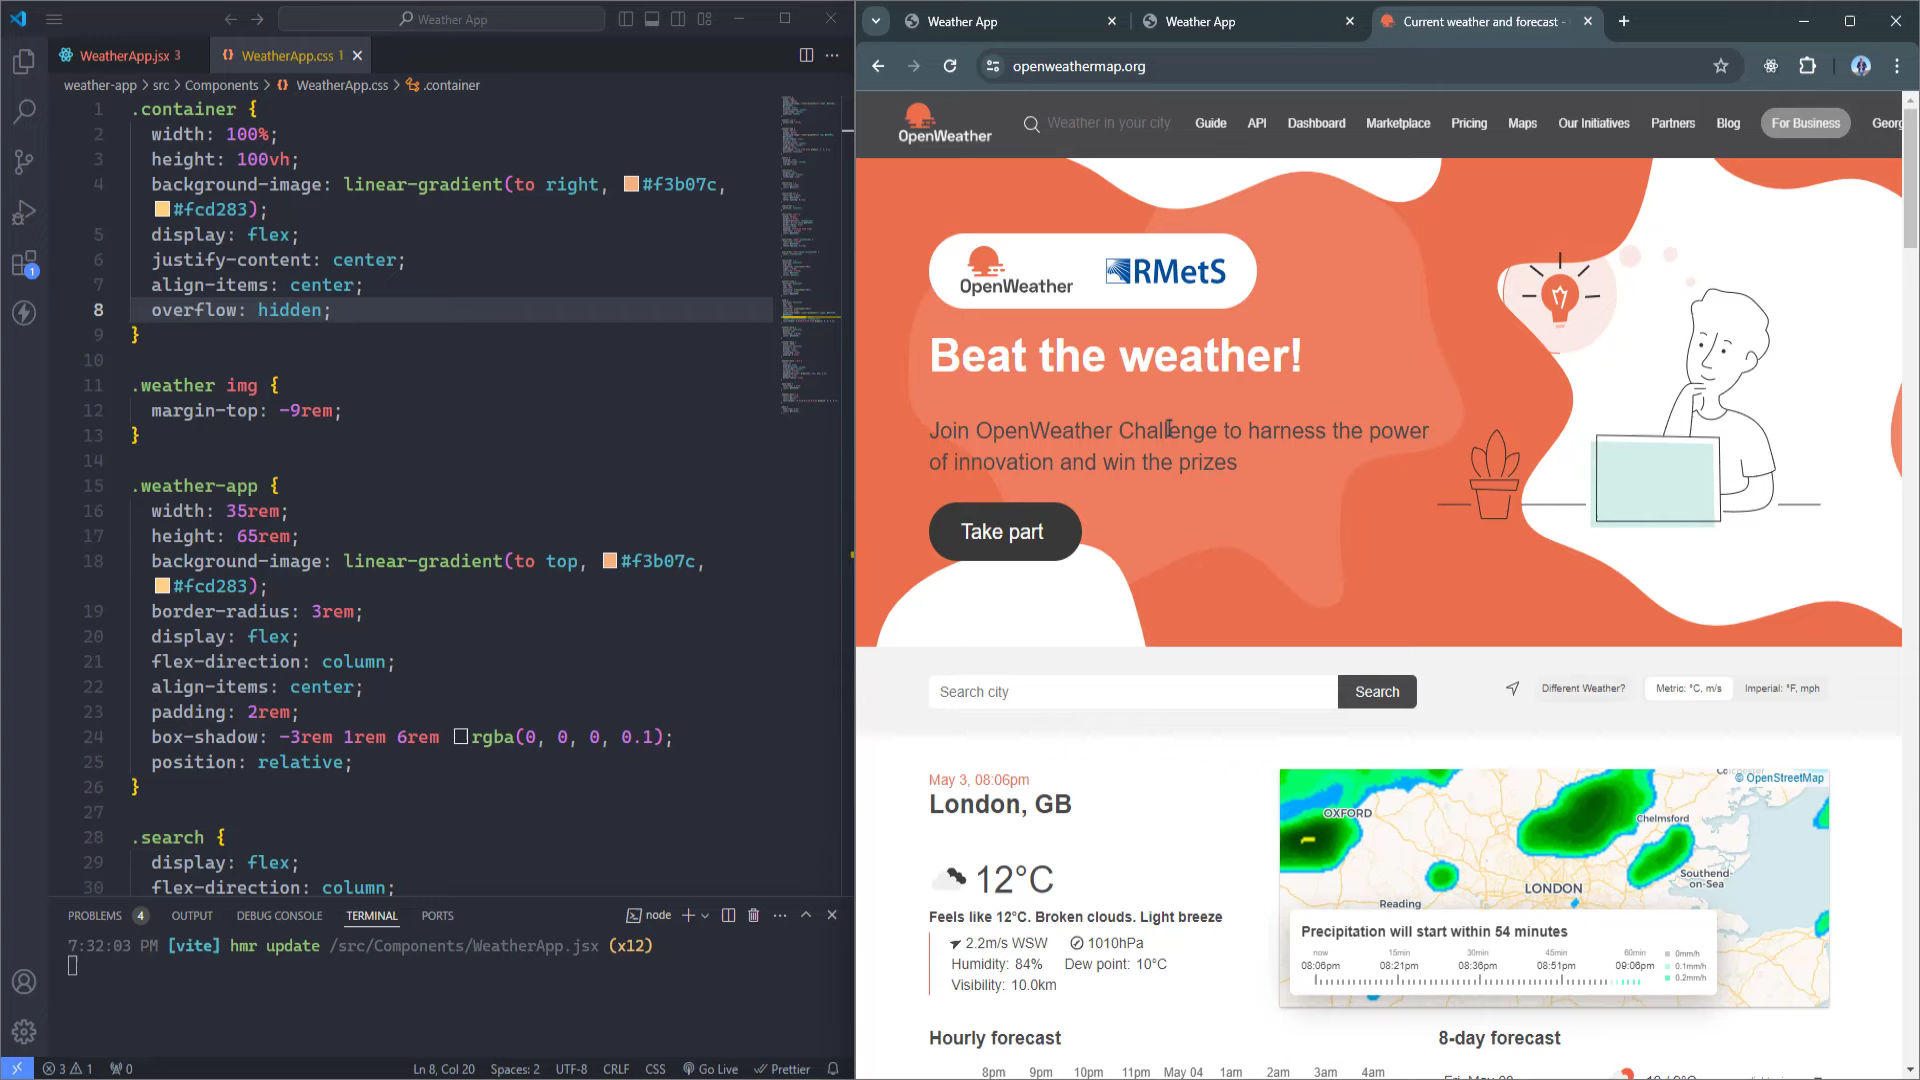 Weather App
WeatherApp.jsx 3
WeatherApp.css 1
weather-app > src > Components > WeatherApp.css > .container
1 .container {
2 width: 100%;
3 height: 100vh;
4 background-image: linear-gradient(to right, #f3b07c,
#fcd283);
5 display: flex;
6 justify-content: center;
7 align-items: center;
8 overflow: hidden;
9 }
10
11 .weather img {
12 margin-top: -9rem;
13 }
14
15 .weather-app {
16 width: 35rem;
17 height: 65rem;
18 background-image: linear-gradient(to top, #f3b07c,
#fcd283);
19 border-radius: 3rem;
20 display: flex;
21 flex-direction: column;
22 align-items: center;
23 padding: 2rem;
24 box-shadow: -3rem 1rem 6rem rgba(0, 0, 0, 0.1);
25 position: relative;
26 }
27
28 .search {
29 display: flex;
30 flex-direction: column;
PROBLEMS 4 OUTPUT DEBUG CONSOLE TERMINAL PORTS node
7:32:03 PM [vite] hmr update /src/Components/WeatherApp.jsx (x12)
1
3 1 0 Ln 8, Col 20 Spaces: 2 UTF-8 CRLF CSS Go Live Prettier
Weather App
Weather App
Current weather and forecast -
openweathermap.org
OpenWeather
Weather in your city Guide API Dashboard Marketplace Pricing Maps Our Initiatives Partners Blog For Business Georg
OpenWeather RMetS
Beat the weather!
Join OpenWeather Challenge to harness the power
of innovation and win the prizes
Take part
Search city Search Different Weather? Metric: °C, m/s Imperial: °F, mph
May 3, 08:06pm
London, GB
12°C
Feels like 12°C. Broken clouds. Light breeze
2.2m/s WSW 1010hPa
Humidity: 84% Dew point: 10°C
Visibility: 10.0km
© OpenStreetMap
OXFORD
Chelmsford
Southend-
on-Sea
LONDON
Reading
Precipitation will start within 54 minutes
now 15min 30min 45min 60min
08:06pm 08:21pm 08:36pm 08:51pm 09:06pm
0mm/h
0.1mm/h
0.2mm/h
Hourly forecast
8pm 9pm 10pm 11pm May 04 1am 2am 3am 4am
8-day forecast